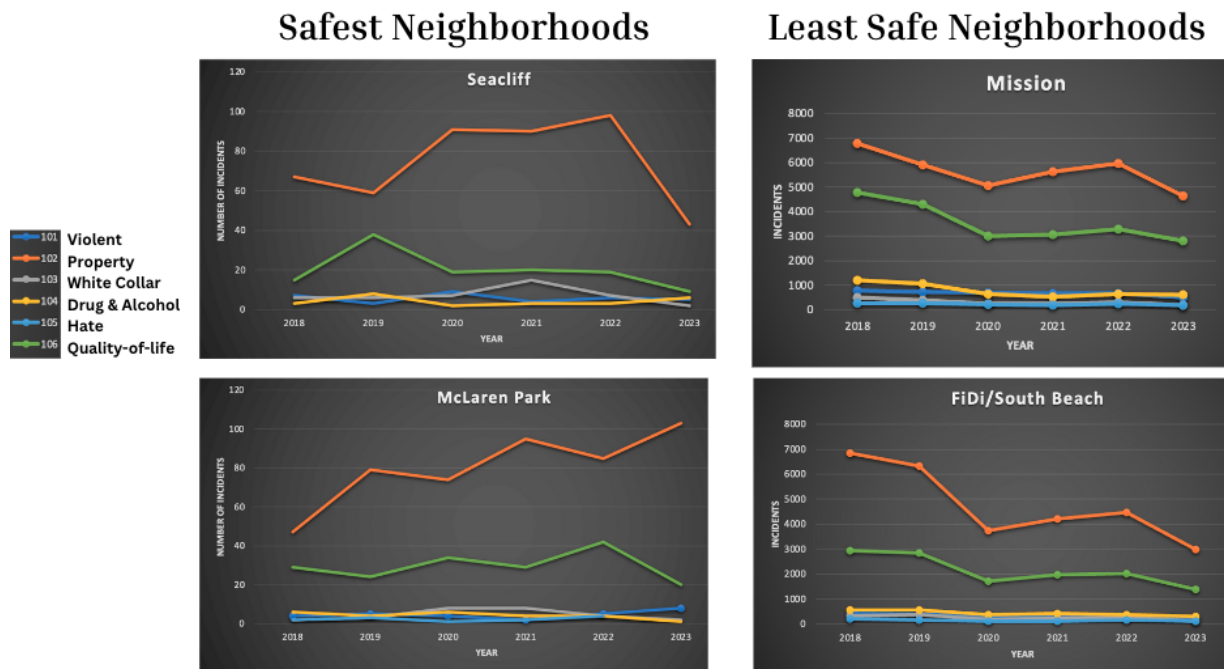 Safest Neighborhoods
Least Safe Neighborhoods
101 Violent
102 Property
103 White Collar
104 Drug & Alcohol
105 Hate
106 Quality-of-life
Seacliff
NUMBER OF INCIDENTS
120
100
80
60
40
20
0
2018 2019 2020 2021 2022 2023
YEAR
Mission
INCIDENTS
8000
7000
6000
5000
4000
3000
2000
1000
0
2018 2019 2020 2021 2022 2023
YEAR
McLaren Park
NUMBER OF INCIDENTS
120
100
80
60
40
20
0
2018 2019 2020 2021 2022 2023
YEAR
FiDi/South Beach
INCIDENTS
8000
7000
6000
5000
4000
3000
2000
1000
0
2018 2019 2020 2021 2022 2023
YEAR